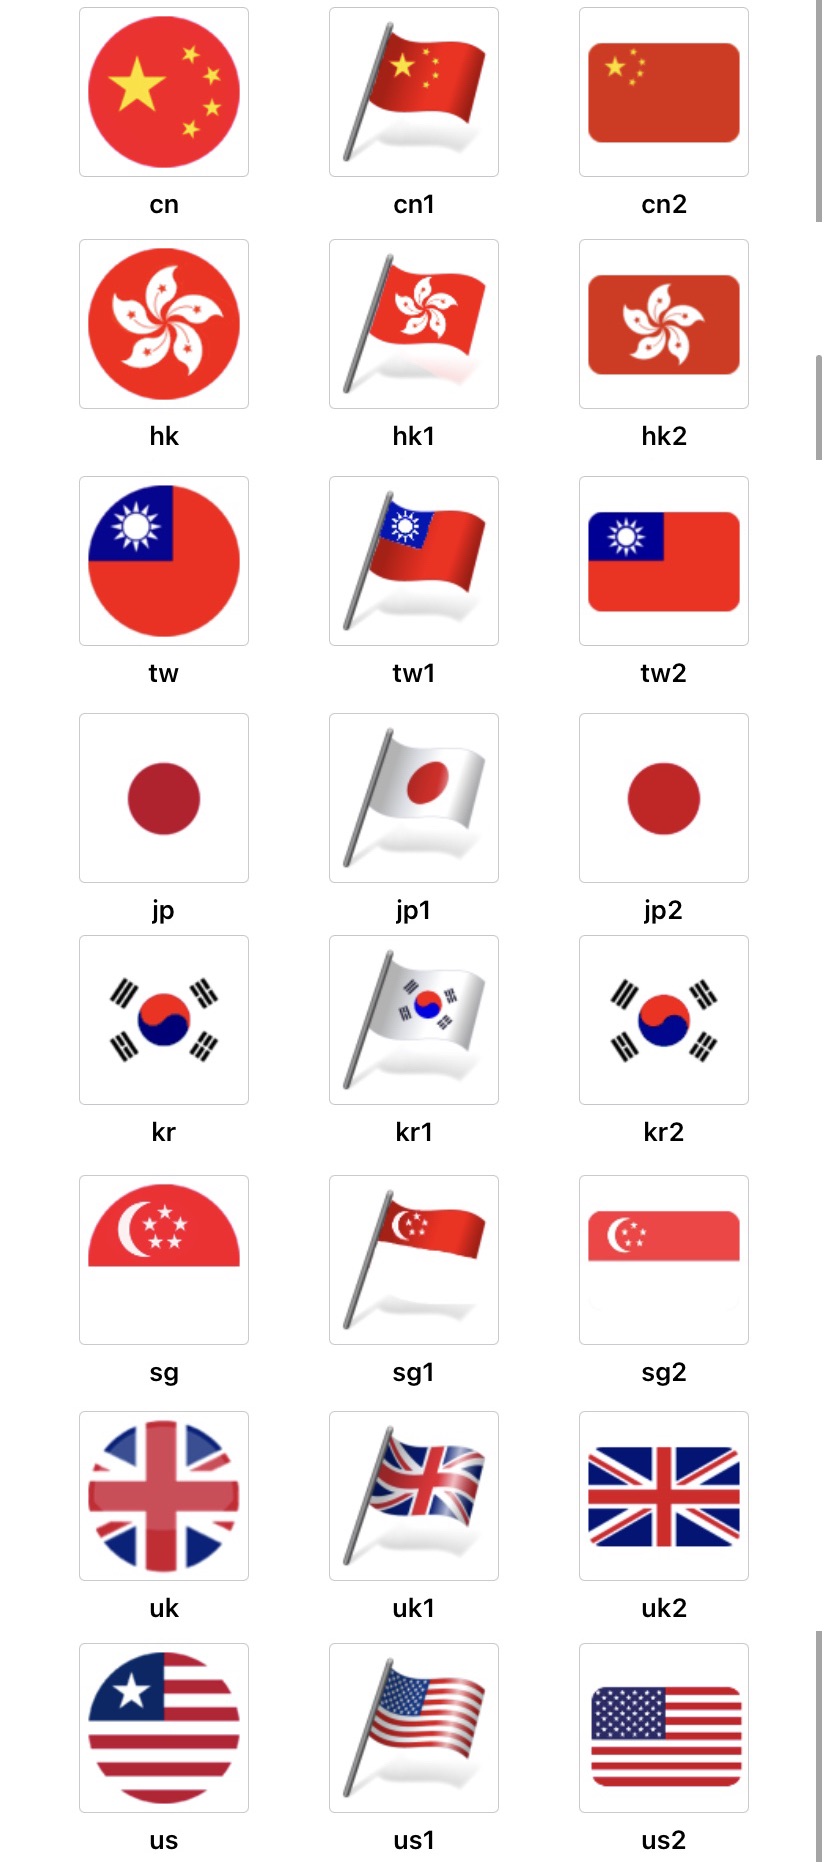 cn cn1 cn2
hk hk1 hk2
tw tw1 tw2
jp jp1 jp2
kr kr1 kr2
sg sg1 sg2
uk uk1 uk2
us us1 us2